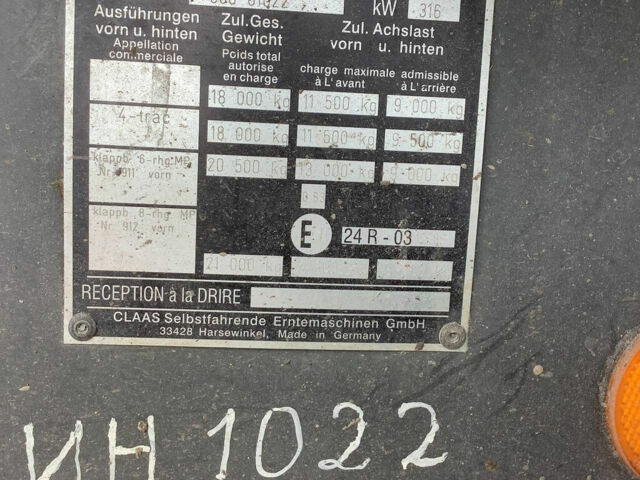 kW 316
Ausführungen vorn u. hinten
Appellation commerciale
Zul. Ges. Gewicht
Poids total autorise en charge
Zul. Achslast vorn u. hinten
charge maximale admissible
à L'avant
à L'arrière
18 000 kg 11 500 kg 9 000 kg
4-trac 18 000 kg 11 500 kg 9 500 kg
klappb 6-rhg MP
Nr 911 vorn
20 500 kg 13 000 kg 9 000 kg
klappb 8-rhg MP
Nr 912 vorn
E 24 R - 03
21 000 kg
RECEPTION à la DRIRE
CLAAS Selbstfahrende Erntemaschinen GmbH
33428 Harsewinkel, Made in Germany
ИН 1022